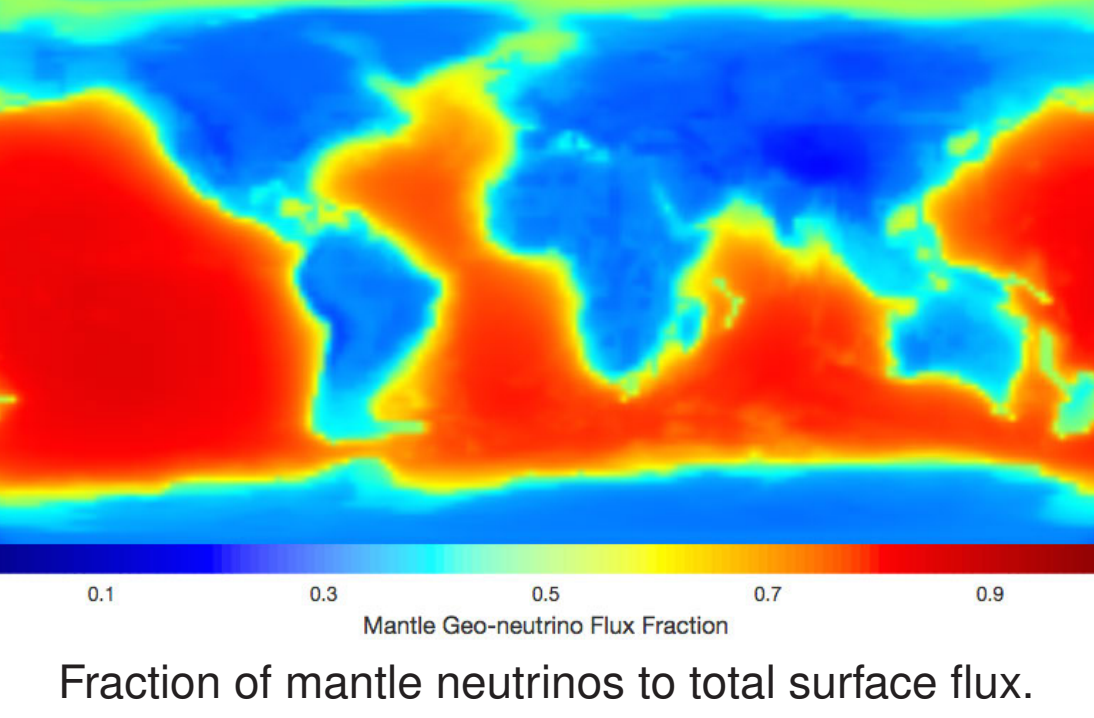 0.1 0.3 0.5 0.7 0.9
Mantle Geo-neutrino Flux Fraction
Fraction of mantle neutrinos to total surface flux.